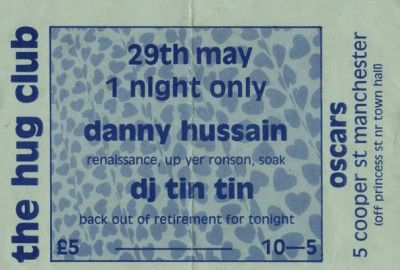 the hug club
29th may
1 night only
danny hussain
renaissance, up yer ronson, soak
dj tin tin
back out of retirement for tonight
£5 10—5
oscars
5 cooper st manchester
(off princess st nr town hall)